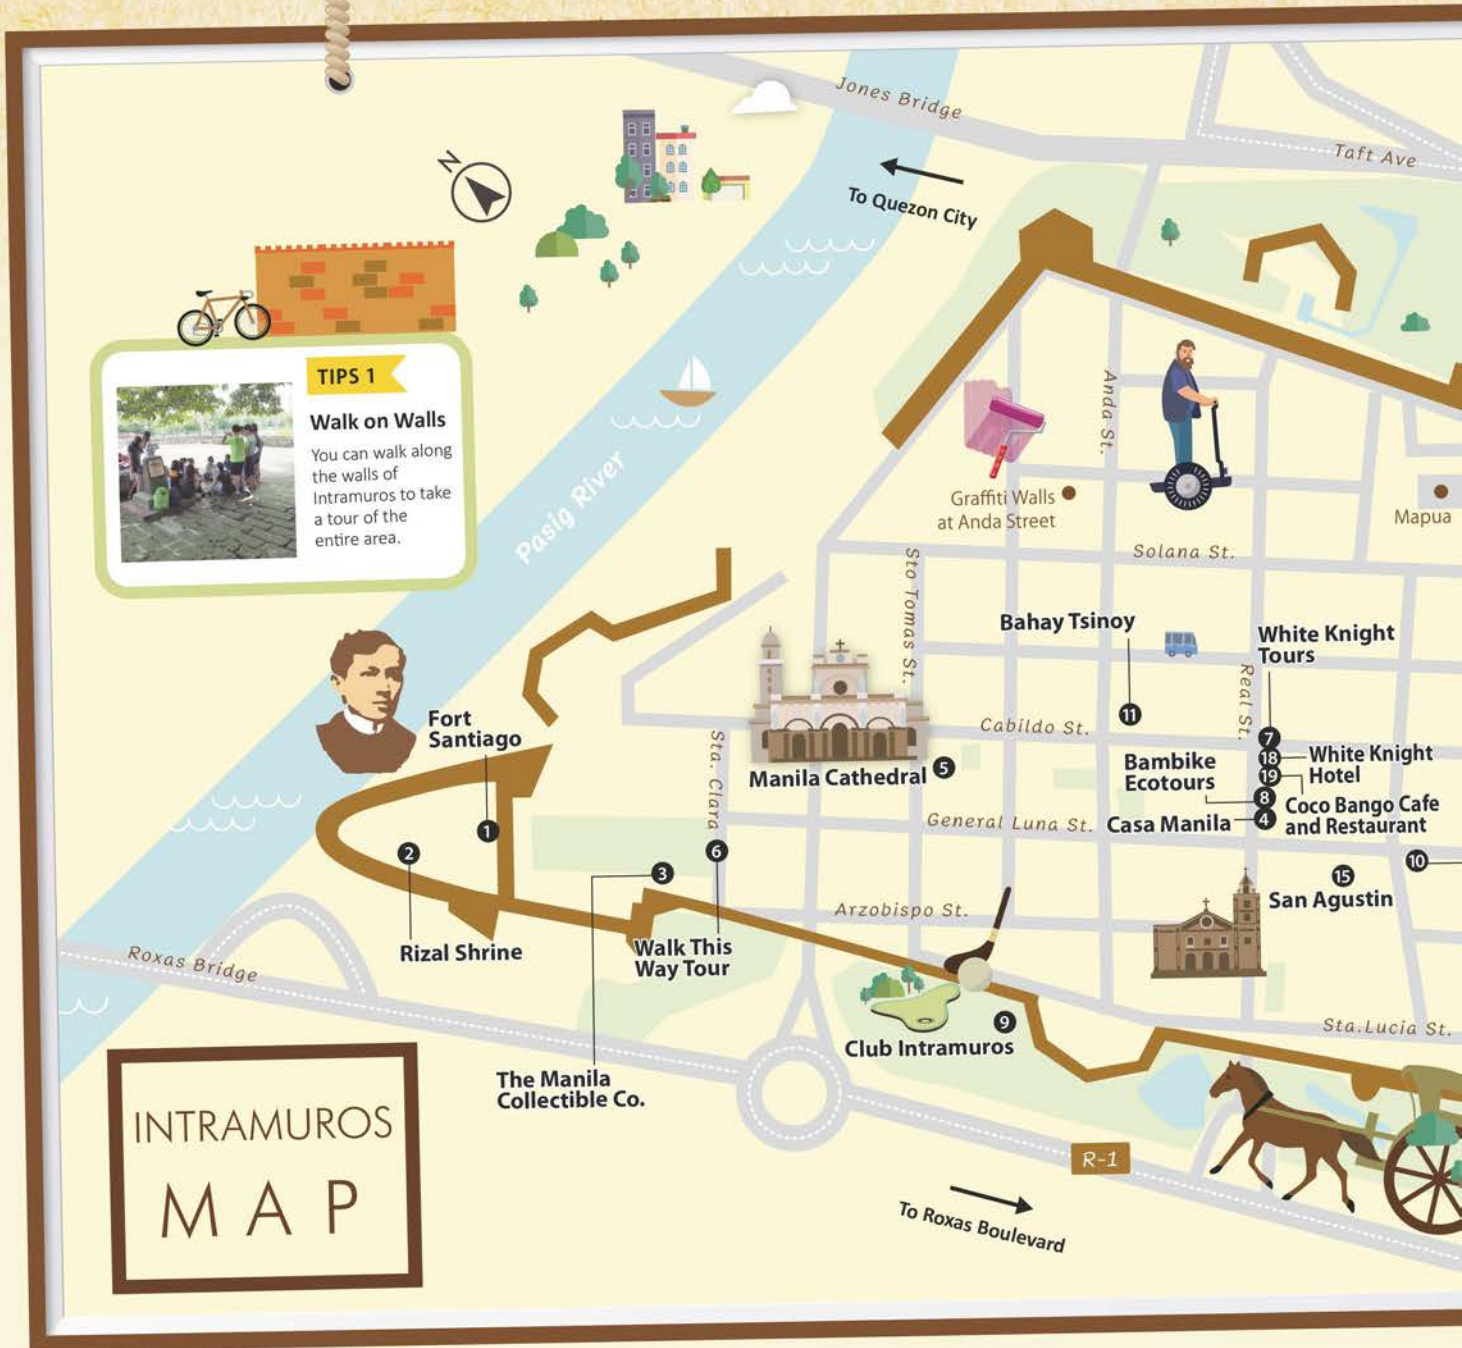 Jones Bridge
Taft Ave
N
To Quezon City
TIPS 1
Walk on Walls
You can walk along
the walls of
Intramuros to take
a tour of the
entire area.
Pasig River
Anda St.
Graffiti Walls
at Anda Street
Mapua
Solana St.
Sto Tomas St.
Bahay Tsinoy
11
White Knight
Tours
Real St.
7
18
White Knight
Hotel
19
Coco Bango Cafe
and Restaurant
Bambike
Ecotours
8
Casa Manila
4
Cabildo St.
Manila Cathedral
5
Sta. Clara
General Luna St.
Fort
Santiago
1
2
Rizal Shrine
3
The Manila
Collectible Co.
6
Walk This
Way Tour
Arzobispo St.
10
15
San Agustin
9
Club Intramuros
Sta.Lucia St.
Roxas Bridge
R-1
To Roxas Boulevard
INTRAMUROS
MAP